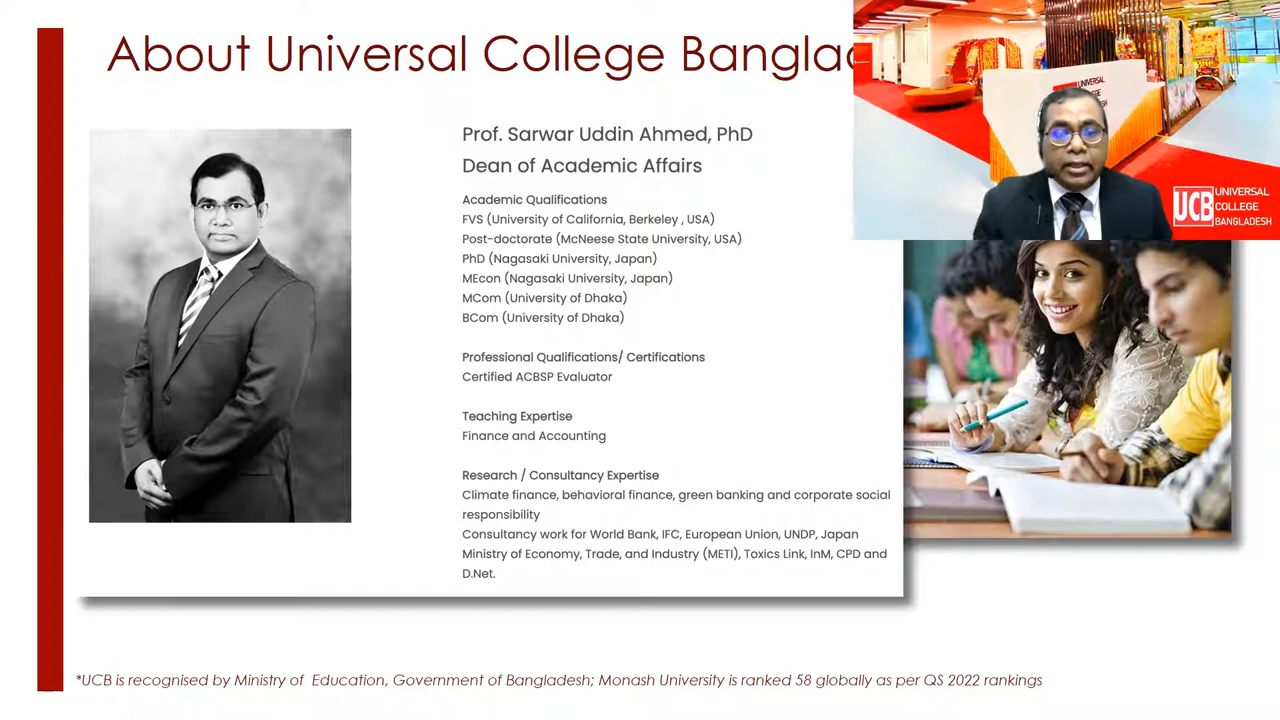 About Universal College
Prof. Sarwar Uddin Ahmed, PhD
Dean of Academic Affairs
Academic Qualifications
FVS (University of California, Berkeley , USA)
Post-doctorate (McNeese State University, USA)
PhD (Nagasaki University, Japan)
MEcon (Nagasaki University, Japan)
MCom (University of Dhaka)
BCom (University of Dhaka)
Professional Qualifications/ Certifications
Certified ACBSP Evaluator
Teaching Expertise
Finance and Accounting
Research / Consultancy Expertise
Climate finance, behavioral finance, green banking and corporate social
responsibility
Consultancy work for World Bank, IFC, European Union, UNDP, Japan
Ministry of Economy, Trade, and Industry (METI), Toxics Link, InM, CPD and
D.Net.
UNIVERSAL
UCB UNIVERSAL
COLLEGE
BANGLADESH
*UCB is recognised by Ministry of Education, Government of Bangladesh; Monash University is ranked 58 globally as per QS 2022 rankings